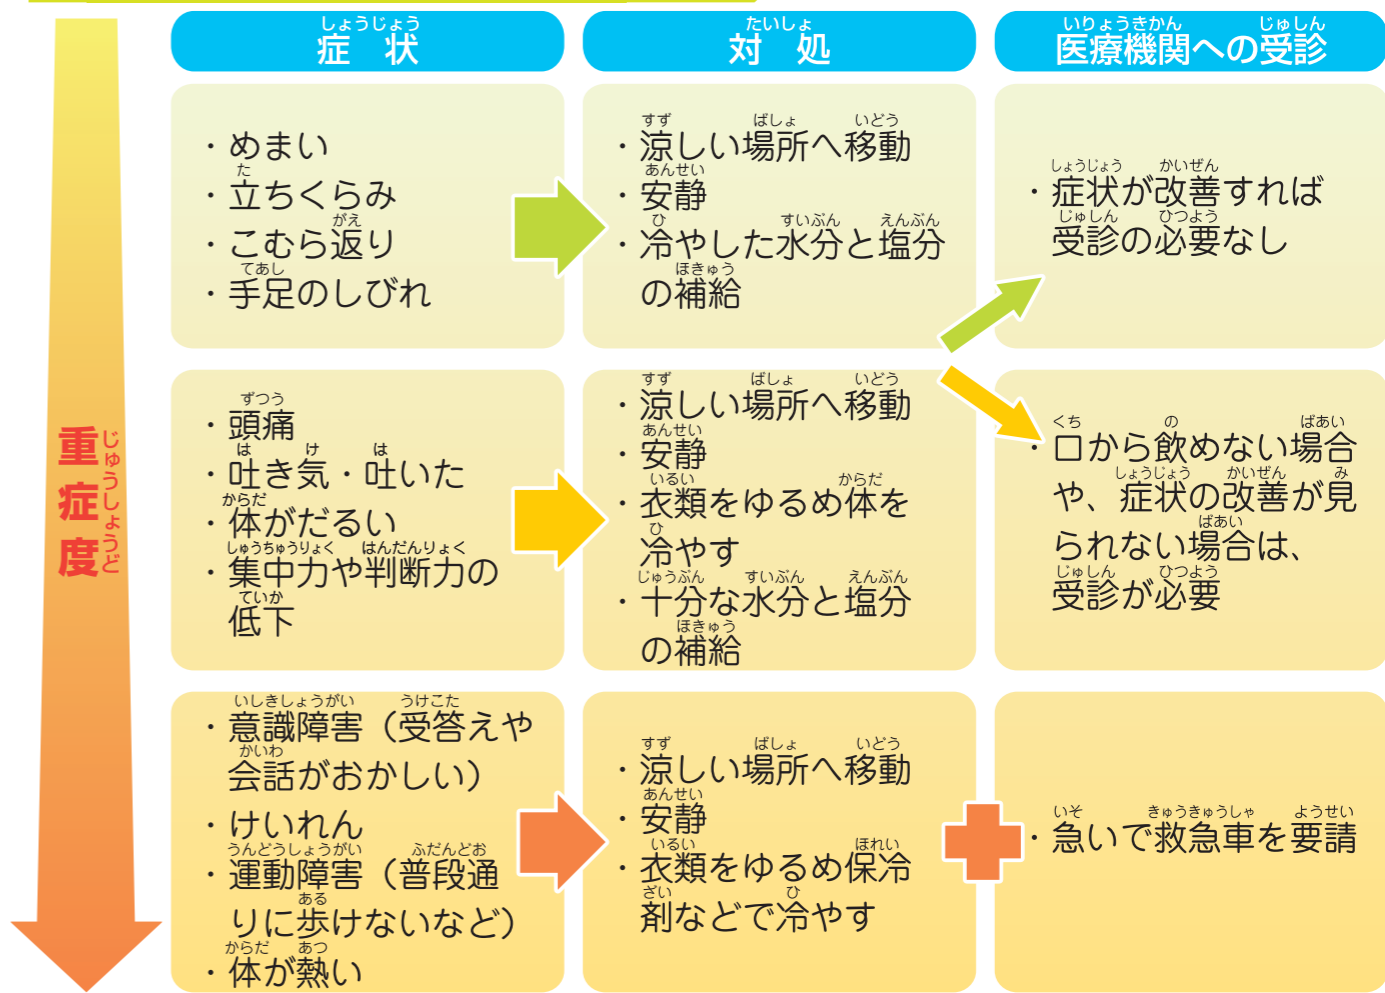 症状
対処
医療機関への受診
重症度
・めまい
・立ちくらみ
・こむら返り
・手足のしびれ
・涼しい場所へ移動
・安静
・冷やした水分と塩分
の補給
・症状が改善すれば
受診の必要なし
・頭痛
・吐き気・吐いた
・体がだるい
・集中力や判断力の
低下
・涼しい場所へ移動
・安静
・衣類をゆるめ体を
冷やす
・十分な水分と塩分
の補給
・口から飲めない場合
や、症状の改善が見
られない場合は、
受診が必要
・意識障害（受答えや
会話がおかしい）
・けいれん
・運動障害（普段通
りに歩けないなど）
・体が熱い
・涼しい場所へ移動
・安静
・衣類をゆるめ保冷
剤などで冷やす
・急いで救急車を要請